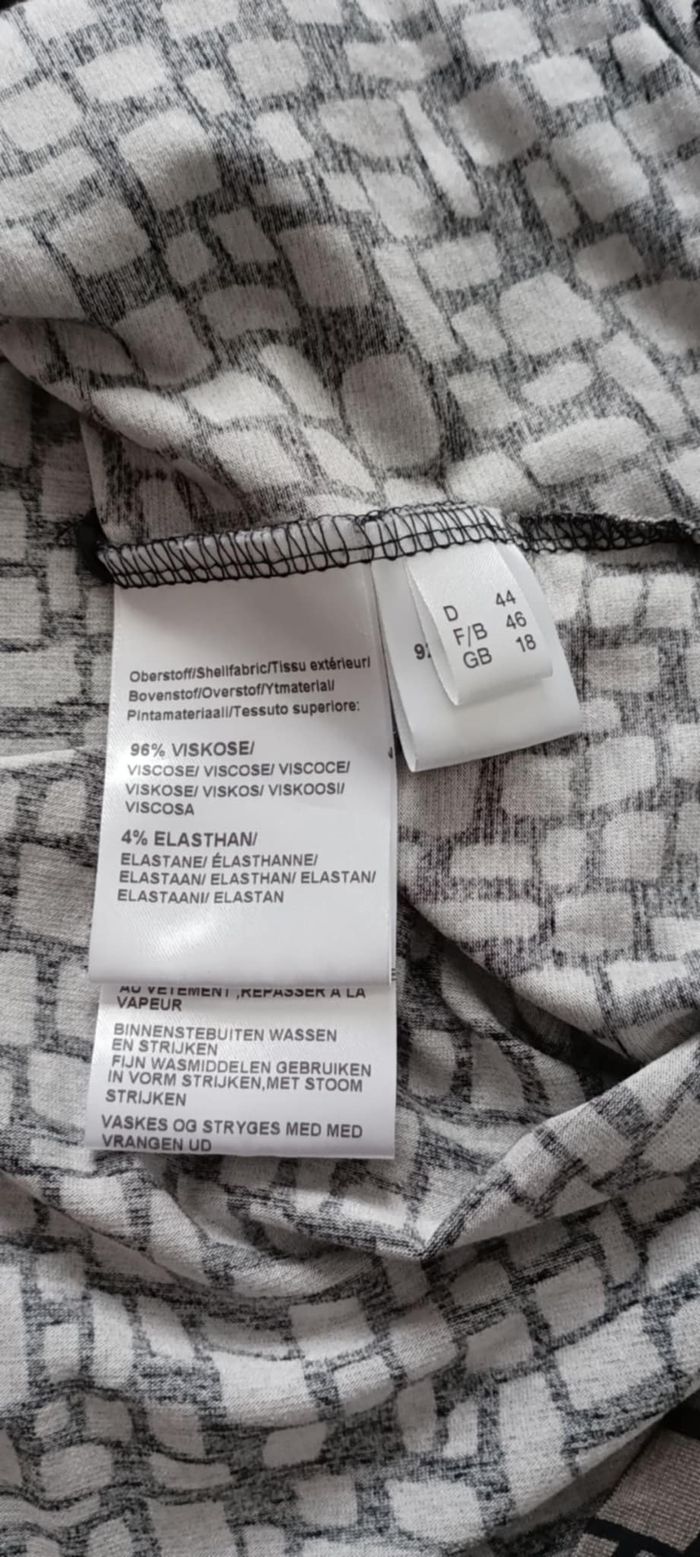 Oberstoff/Shellfabric/Tissu extérieur/
Bovenstof/Overstof/Ytmaterial/
Pintamateriaali/Tessuto superiore:
96% VISKOSE/
VISCOSE/ VISCOSE/ VISCOCE/
VISKOSE/ VISKOS/ VISKOOSI/
VISCOSA
4% ELASTHAN/
ELASTANE/ ÉLASTHANNE/
ELASTAAN/ ELASTHAN/ ELASTAN/
ELASTAANI/ ELASTAN
AU VETEMENT ,REPASSER A LA
VAPEUR
BINNENSTEBUITEN WASSEN
EN STRIJKEN
FIJN WASMIDDELEN GEBRUIKEN
IN VORM STRIJKEN,MET STOOM
STRIJKEN
VASKES OG STRYGES MED MED
VRANGEN UD
D 44
F/B 46
GB 18